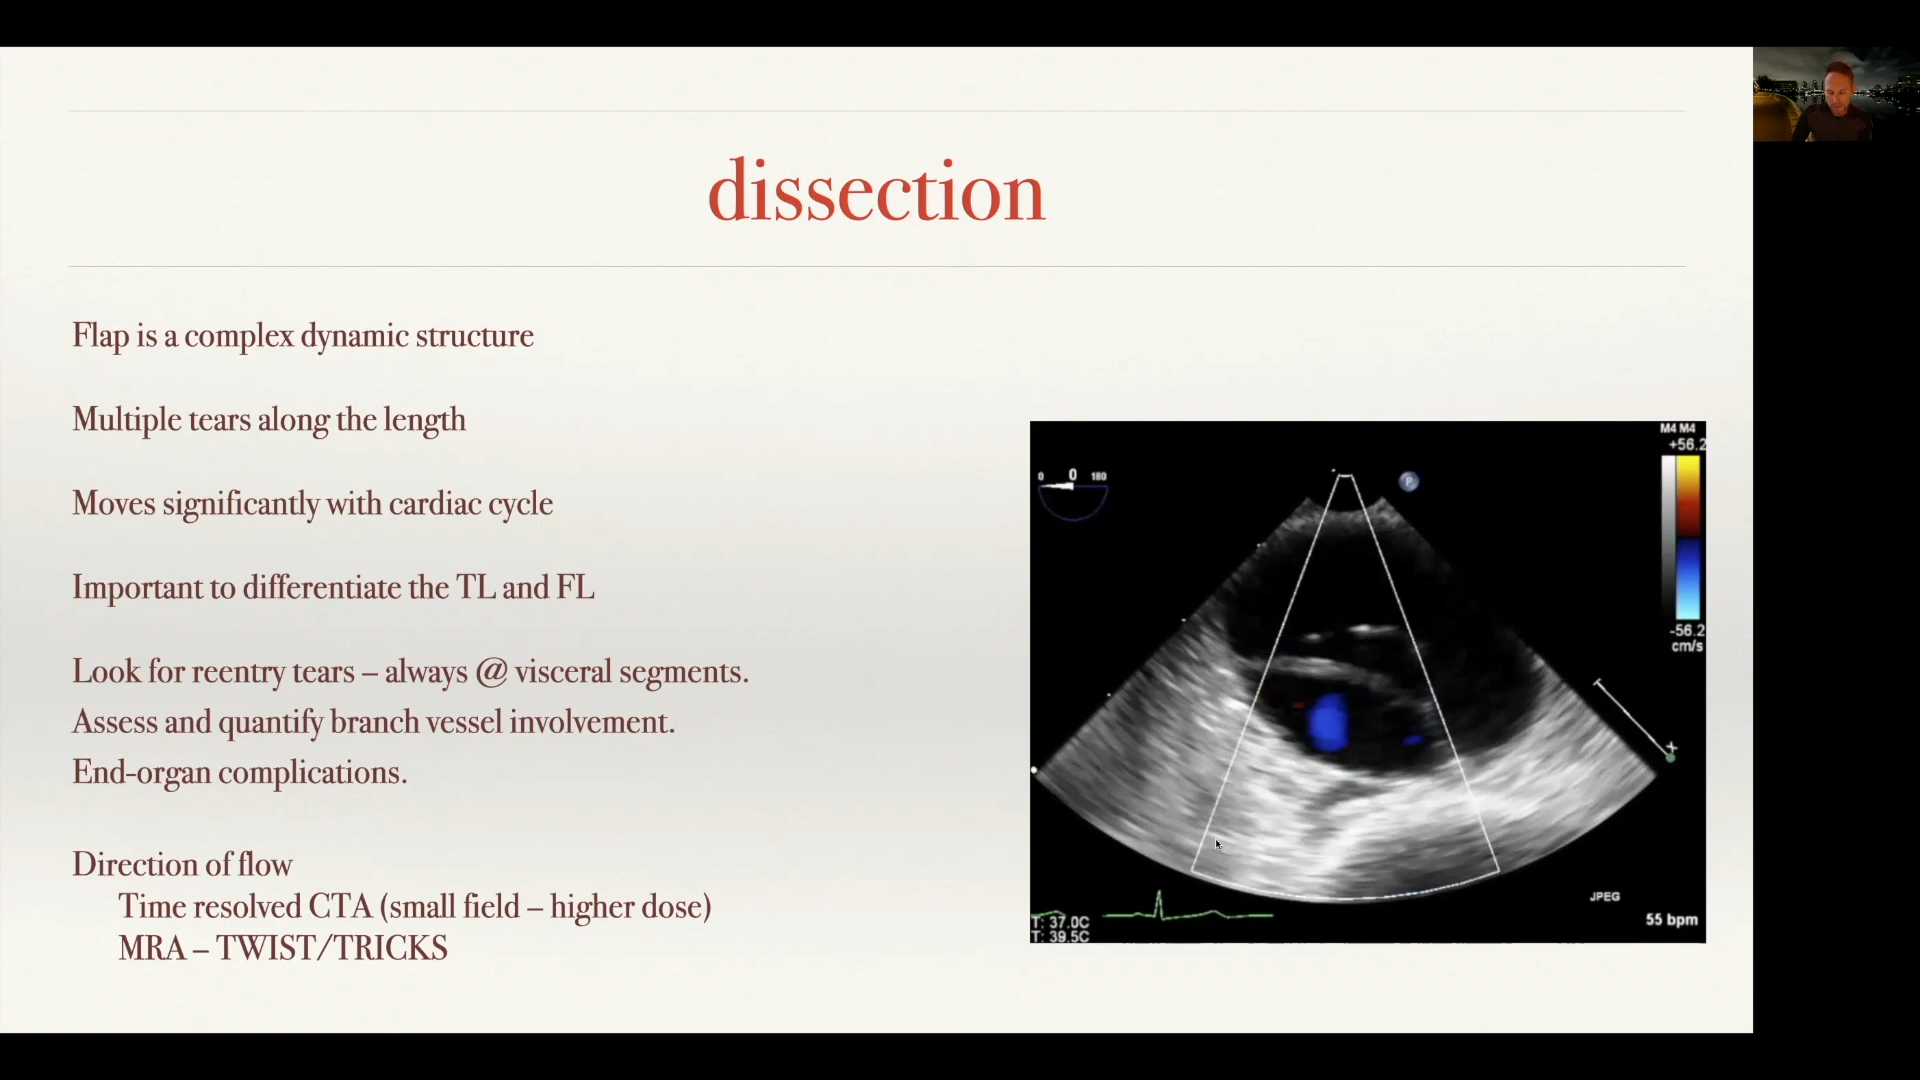 dissection
Flap is a complex dynamic structure
Multiple tears along the length
Moves significantly with cardiac cycle
Important to differentiate the TL and FL
Look for reentry tears – always @ visceral segments.
Assess and quantify branch vessel involvement.
End-organ complications.
Direction of flow
Time resolved CTA (small field – higher dose)
MRA – TWIST/TRICKS
M4 M4
+56.2
0 0 180
P
-56.2
cm/s
JPEG
T: 37.0C
T: 39.5C
55 bpm